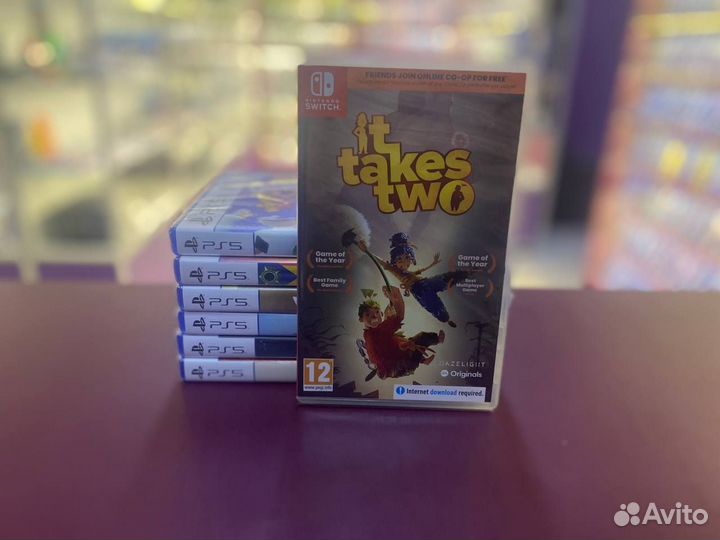 FRIENDS JOIN ONLINE CO-OP FOR FREE
NINTENDO
SWITCH
it
takes
two
Game of
the Year
Game of
the Year
Best Family
Game
Best
Multiplayer
Game
HAZELIGHT
EA Originals
12
www.pegi.info
Internet download required.
PS5
PS5
PS5
PS5
PS5
PS5
Avito